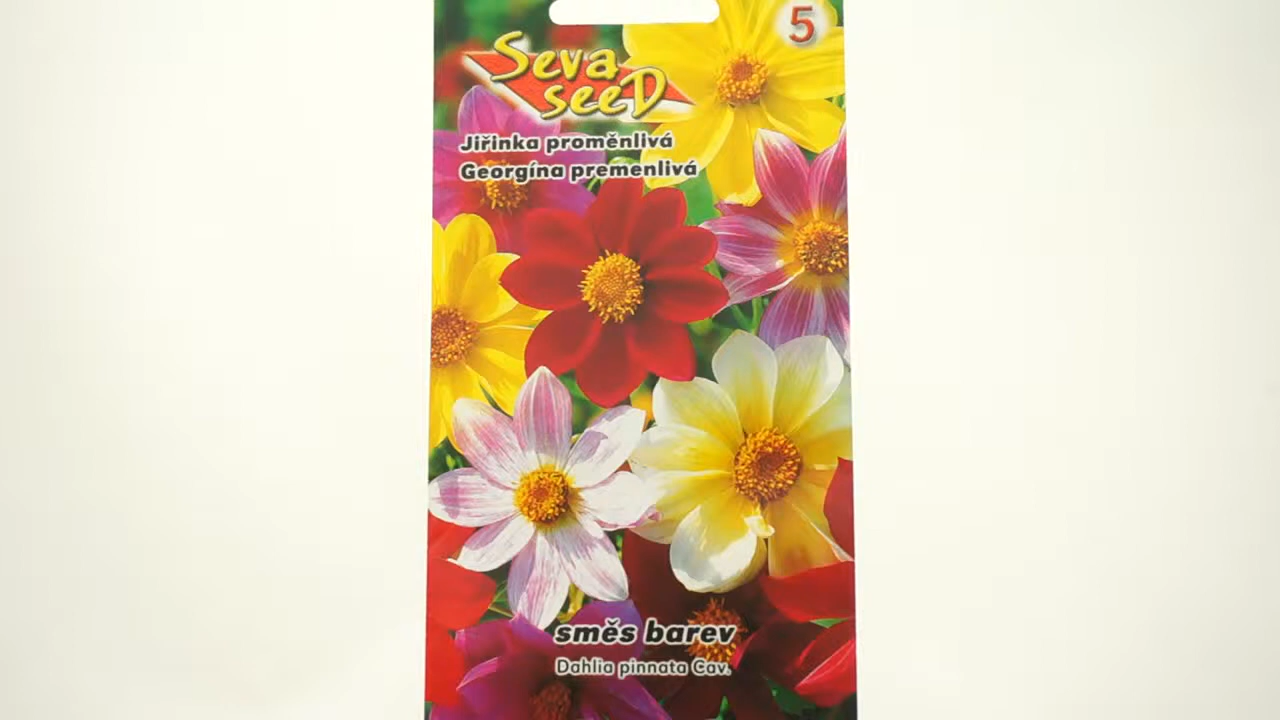 5
Seva
seeD
Jiřinka proměnlivá
Georgína premenlivá
směs barev
Dahlia pinnata Cav.